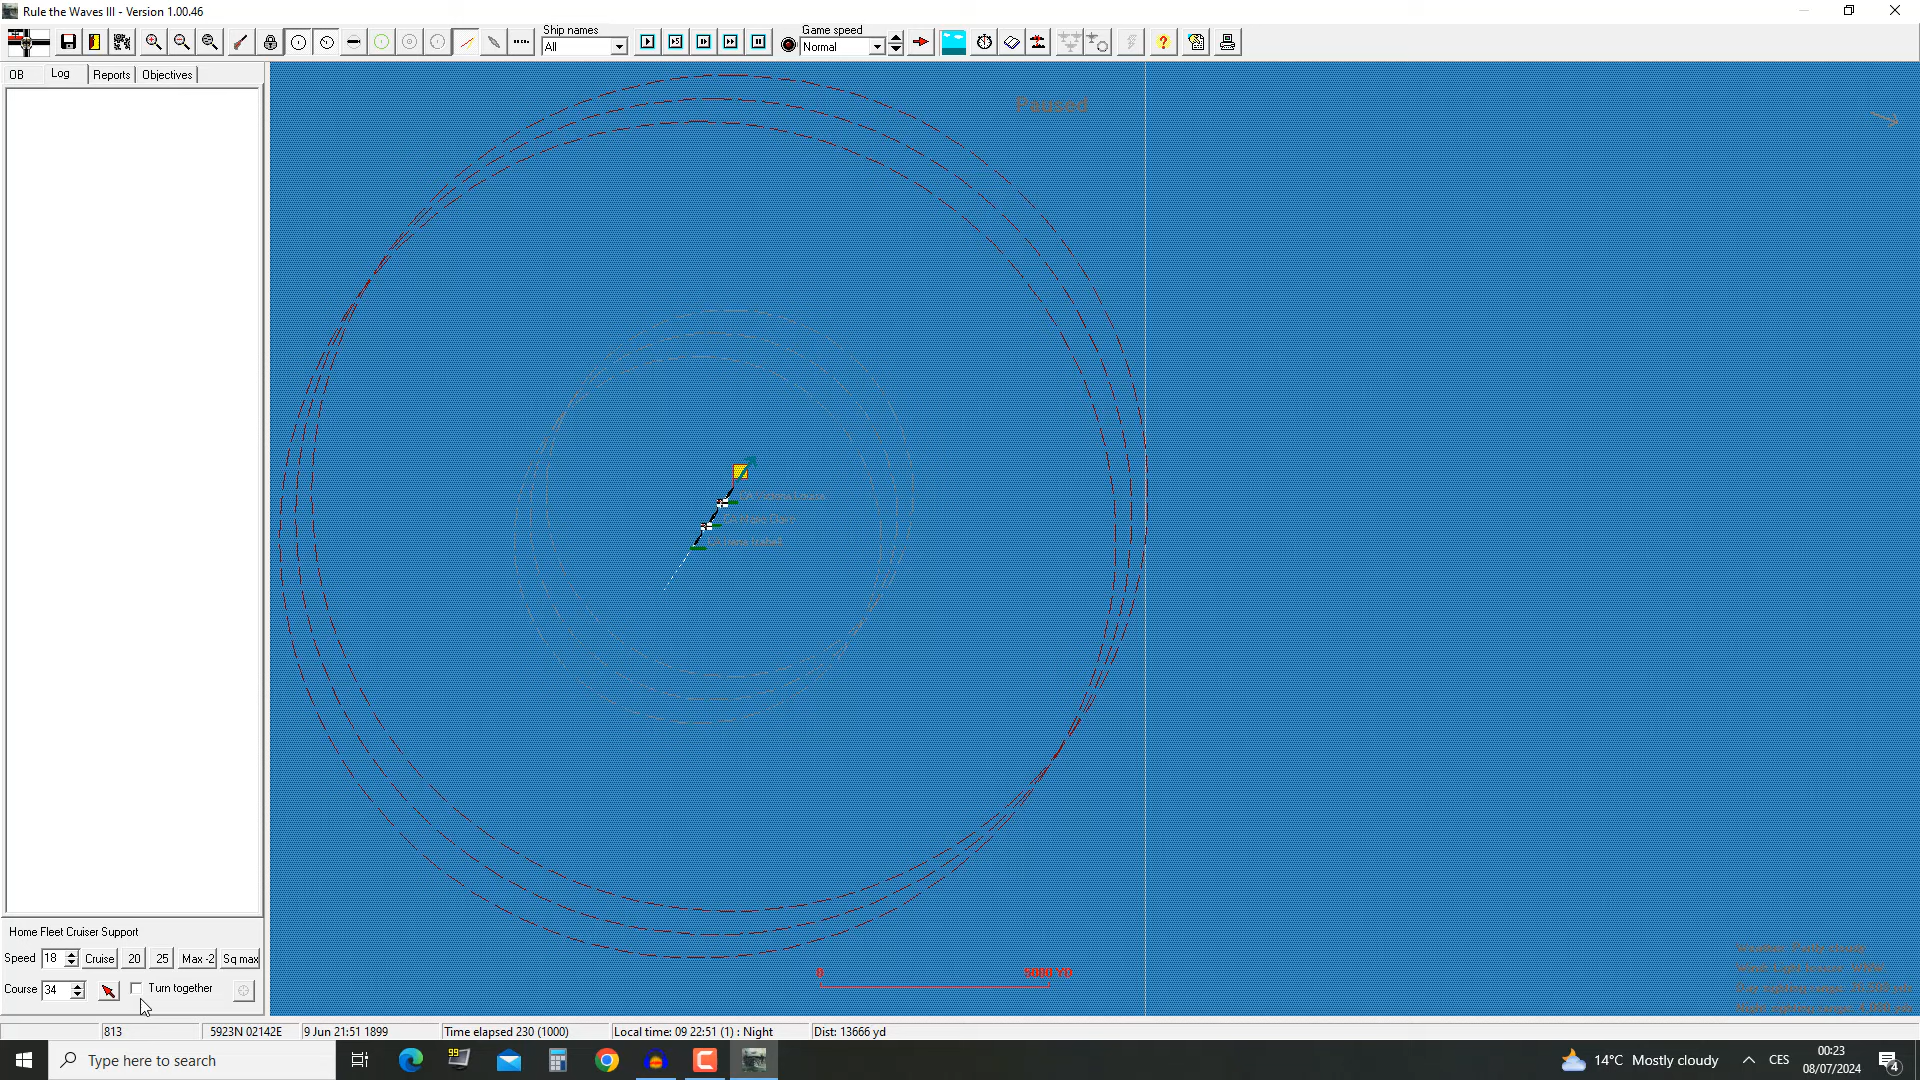 Rule the Waves III - Version 1.00.46
Ship names
All
Game speed
Normal
OB
Log
Reports
Objectives
Paused
0
5000 YD
Home Fleet Cruiser Support
Speed 18 Cruise 20 25 Max -2 Sq max
Course 34 Turn together
813
5923N 02142E
9 Jun 21:51 1899
Time elapsed 230 (1000)
Local time: 09 22:51 (1) : Night
Dist: 13666 yd
Type here to search
99
14°C Mostly cloudy
CES
00:23
08/07/2024
4